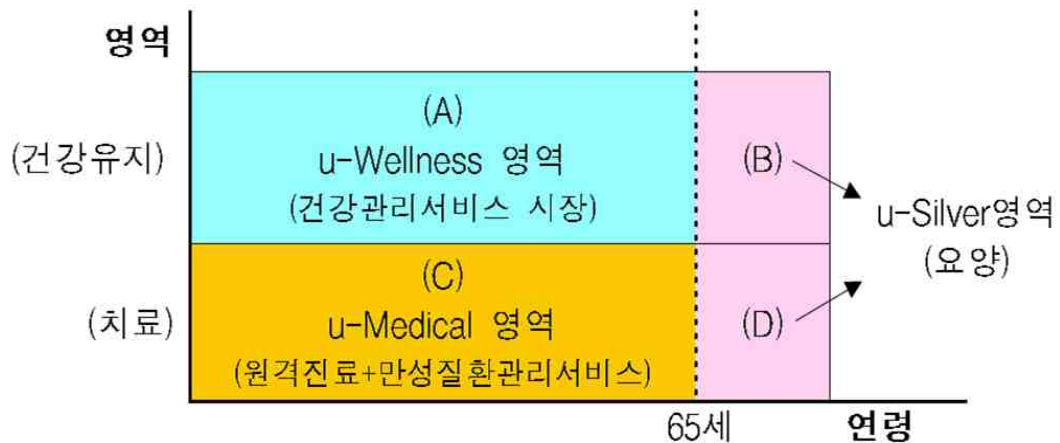 영역
(A)
(건강유지)
u-Wellness 영역
(B)
(건강관리서비스 시장)
u-Silver영역
(요양)
(C)
(치료)
u-Medical 영역
(D)
(원격진료+만성질환관리서비스)
65세
연령